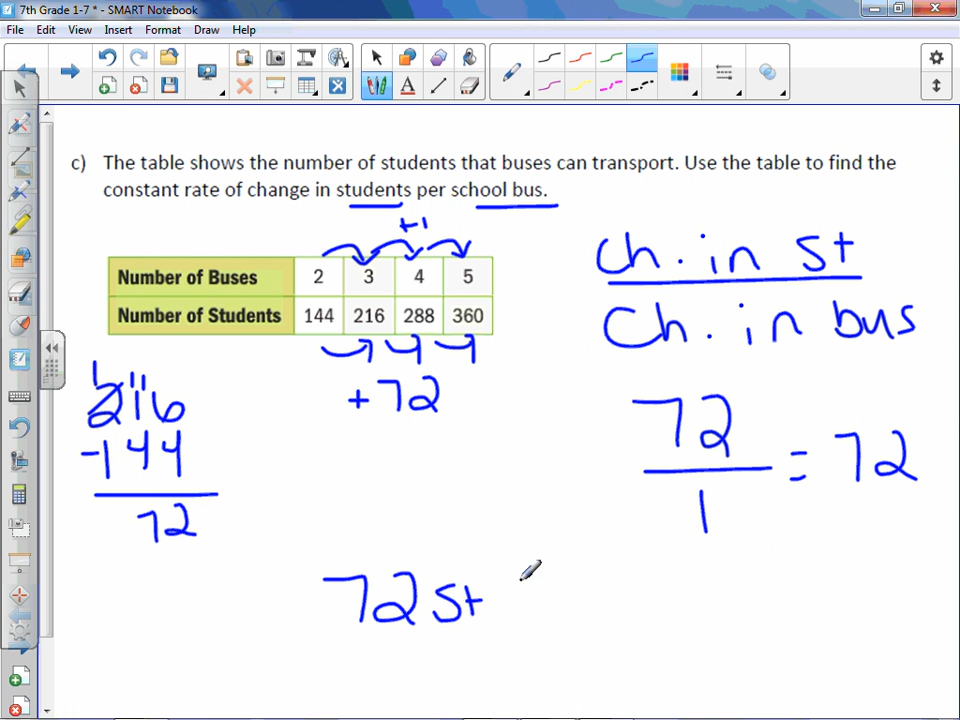 7th Grade 1-7 * - SMART Notebook
File Edit View Insert Format Draw Help
c) The table shows the number of students that buses can transport. Use the table to find the
constant rate of change in students per school bus.
+1
Number of Buses 2 3 4 5
Number of Students 144 216 288 360
+72
1 11
216
-144
72
ch. in st
Ch. in bus
72
1
= 72
72 st